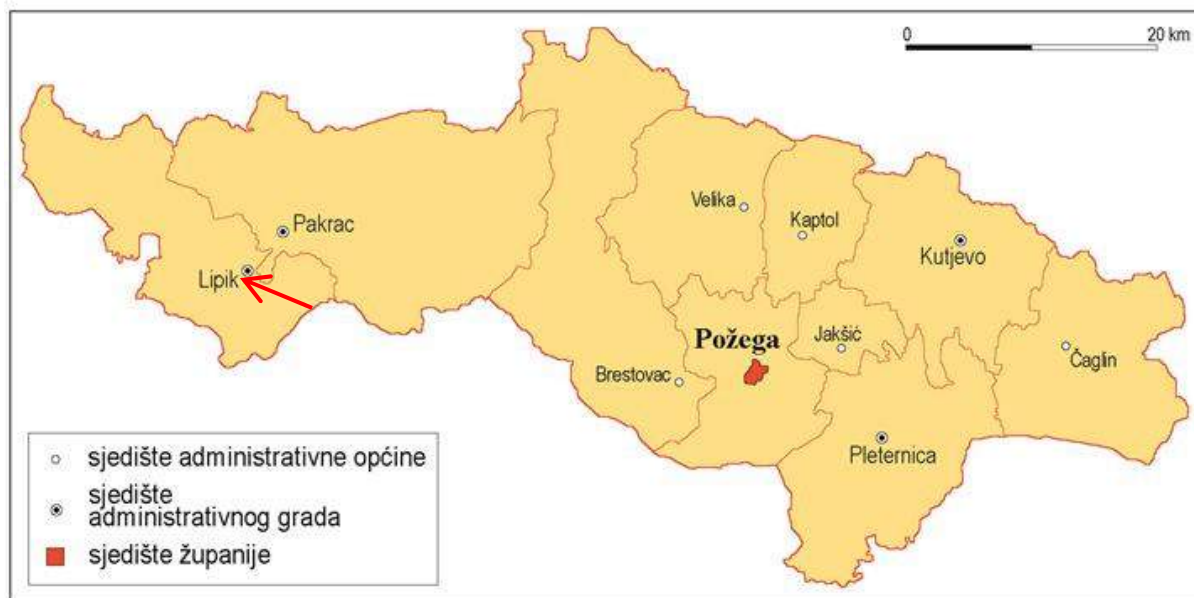 0 20 km
Velika
Kaptol
Pakrac
Kutjevo
Lipik
Požega
Jakšić
Čaglin
Brestovac
Pleternica
sjedište administrativne općine
sjedište
administrativnog grada
sjedište županije